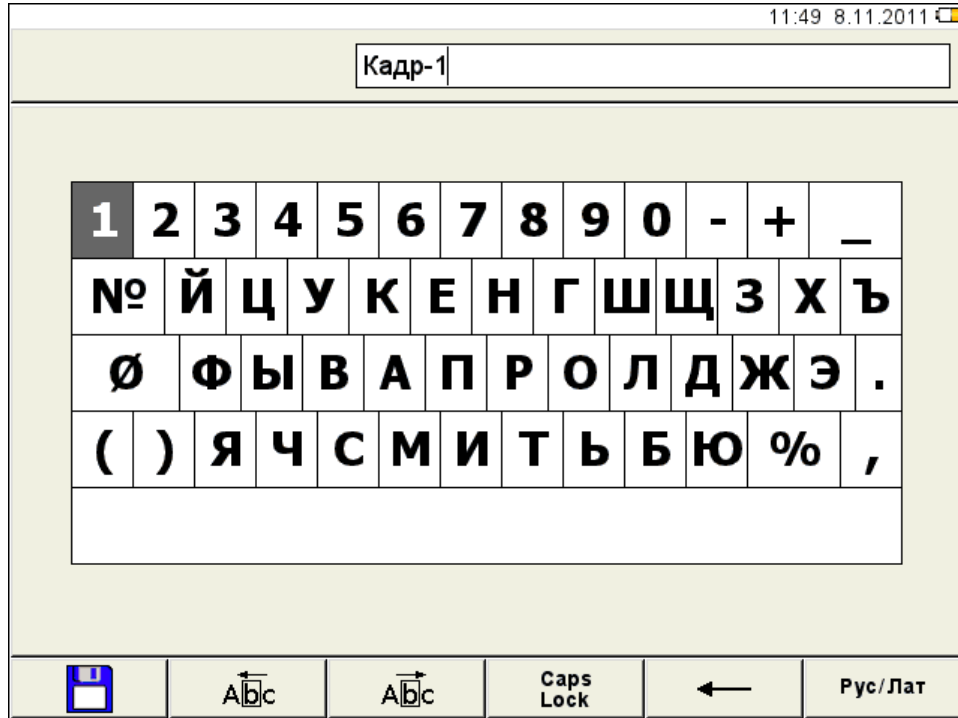 11:49 8.11.2011
Кадр-1
1 2 3 4 5 6 7 8 9 0 - + _
№ Й Ц У К Е Н Г Ш Щ З Х Ъ
Ø Ф Ы В А П Р О Л Д Ж Э .
( ) Я Ч С М И Т Ь Б Ю % ,
Abc Abc Caps Lock ← Рус/Лат